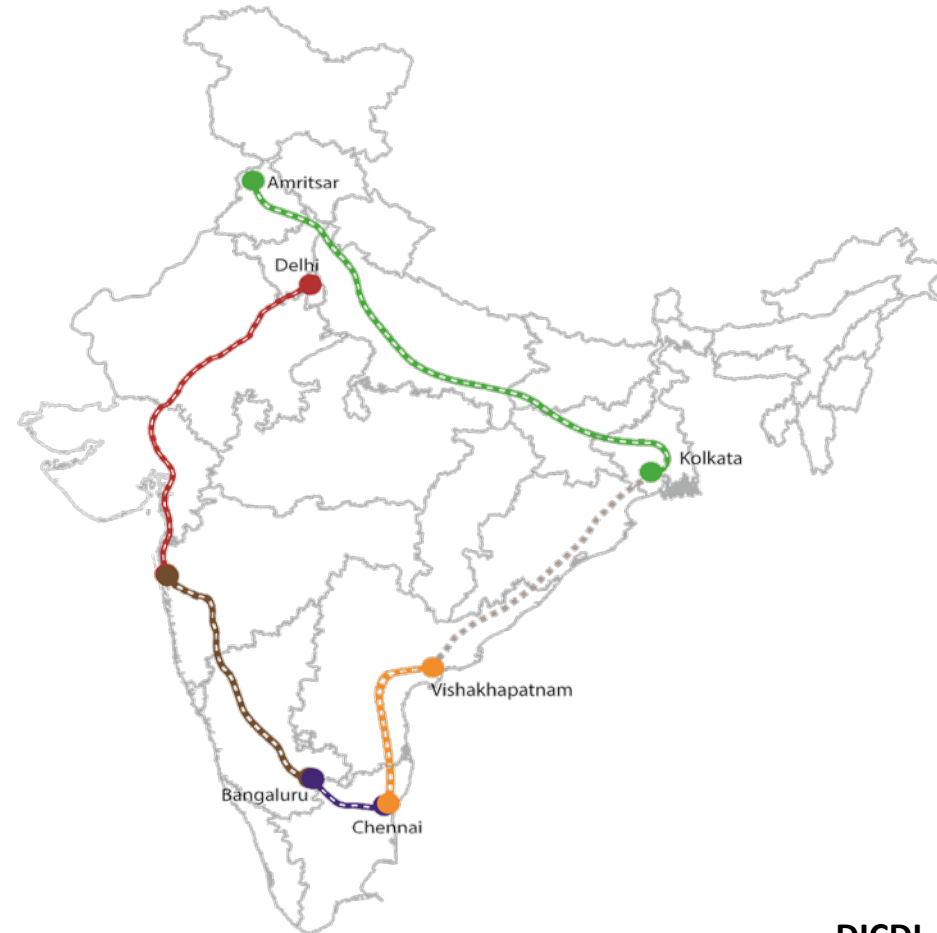 Amritsar
Delhi
Kolkata
Vishakhapatnam
Bangaluru
Chennai